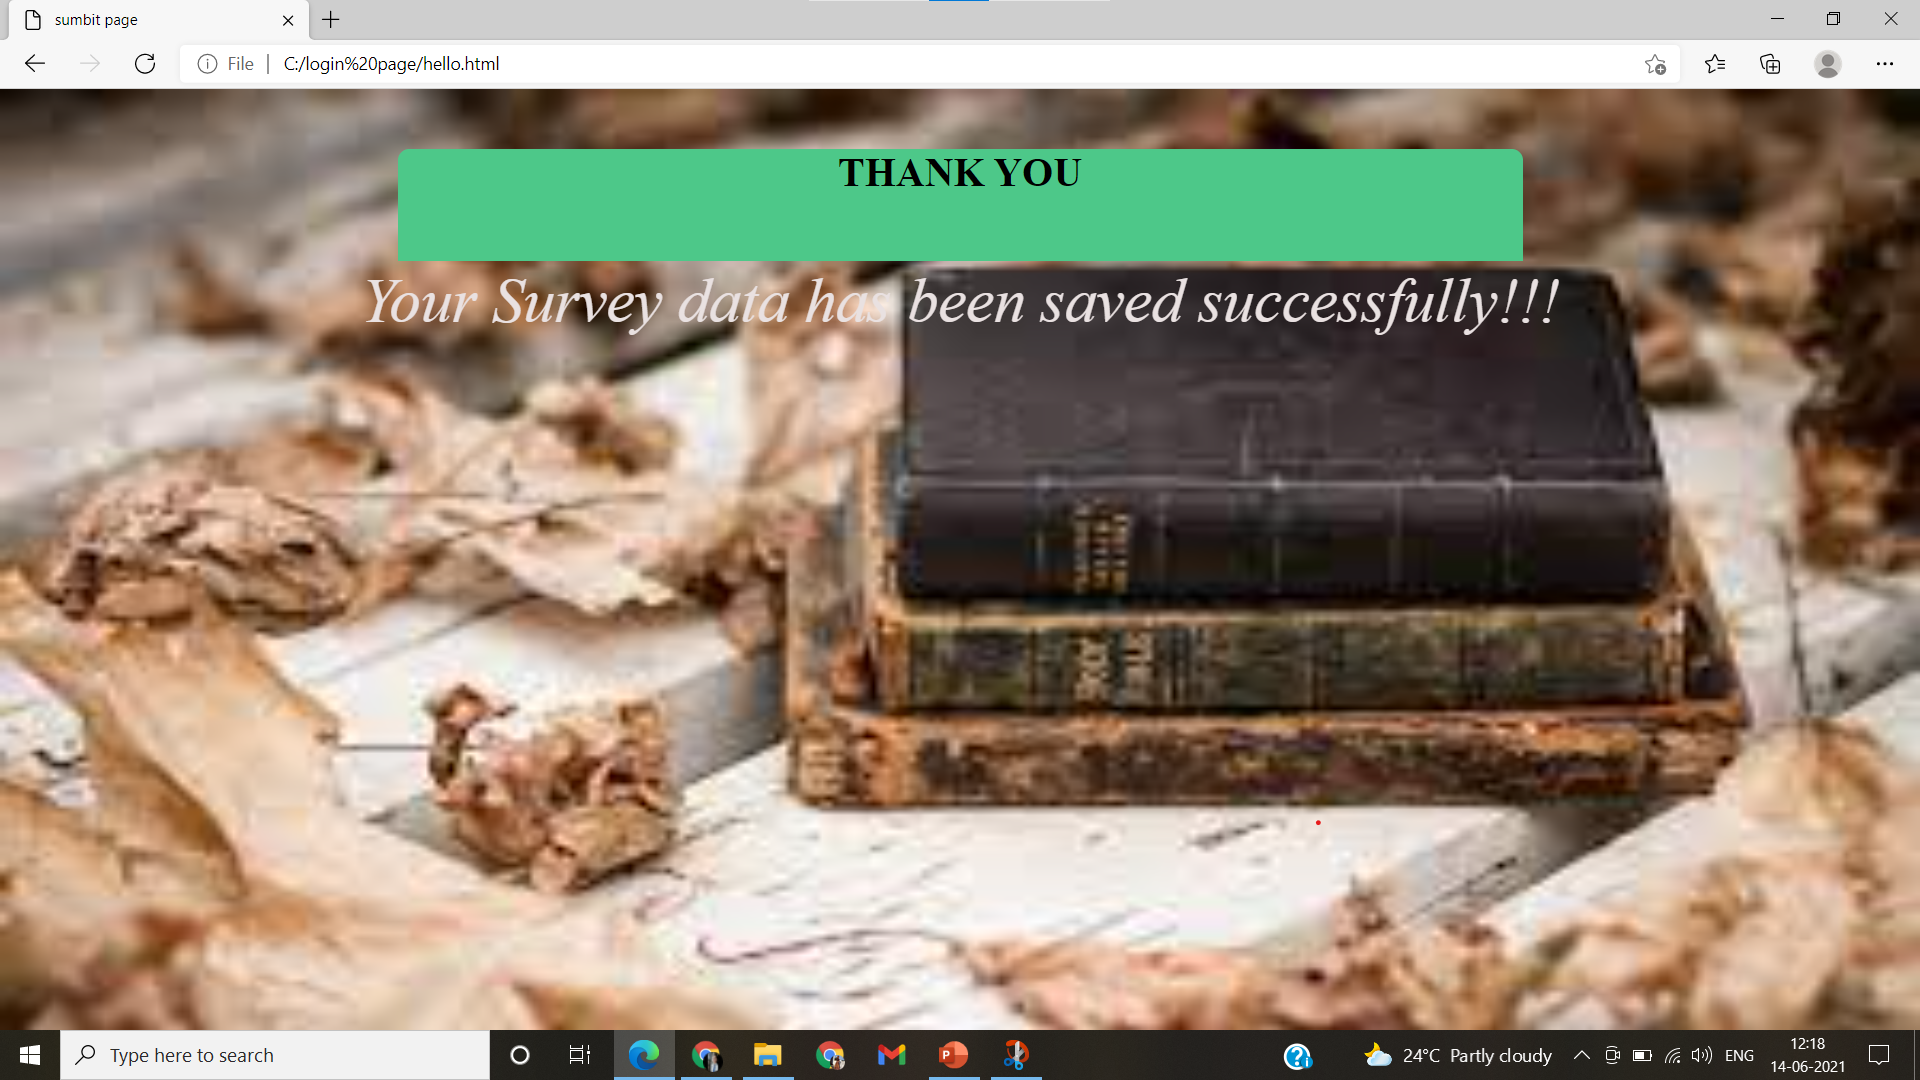 sumbit page
File
C:/login%20page/hello.html
THANK YOU
Your Survey data has been saved successfully!!!
Type here to search
24°C Partly cloudy
ENG
12:18
14-06-2021